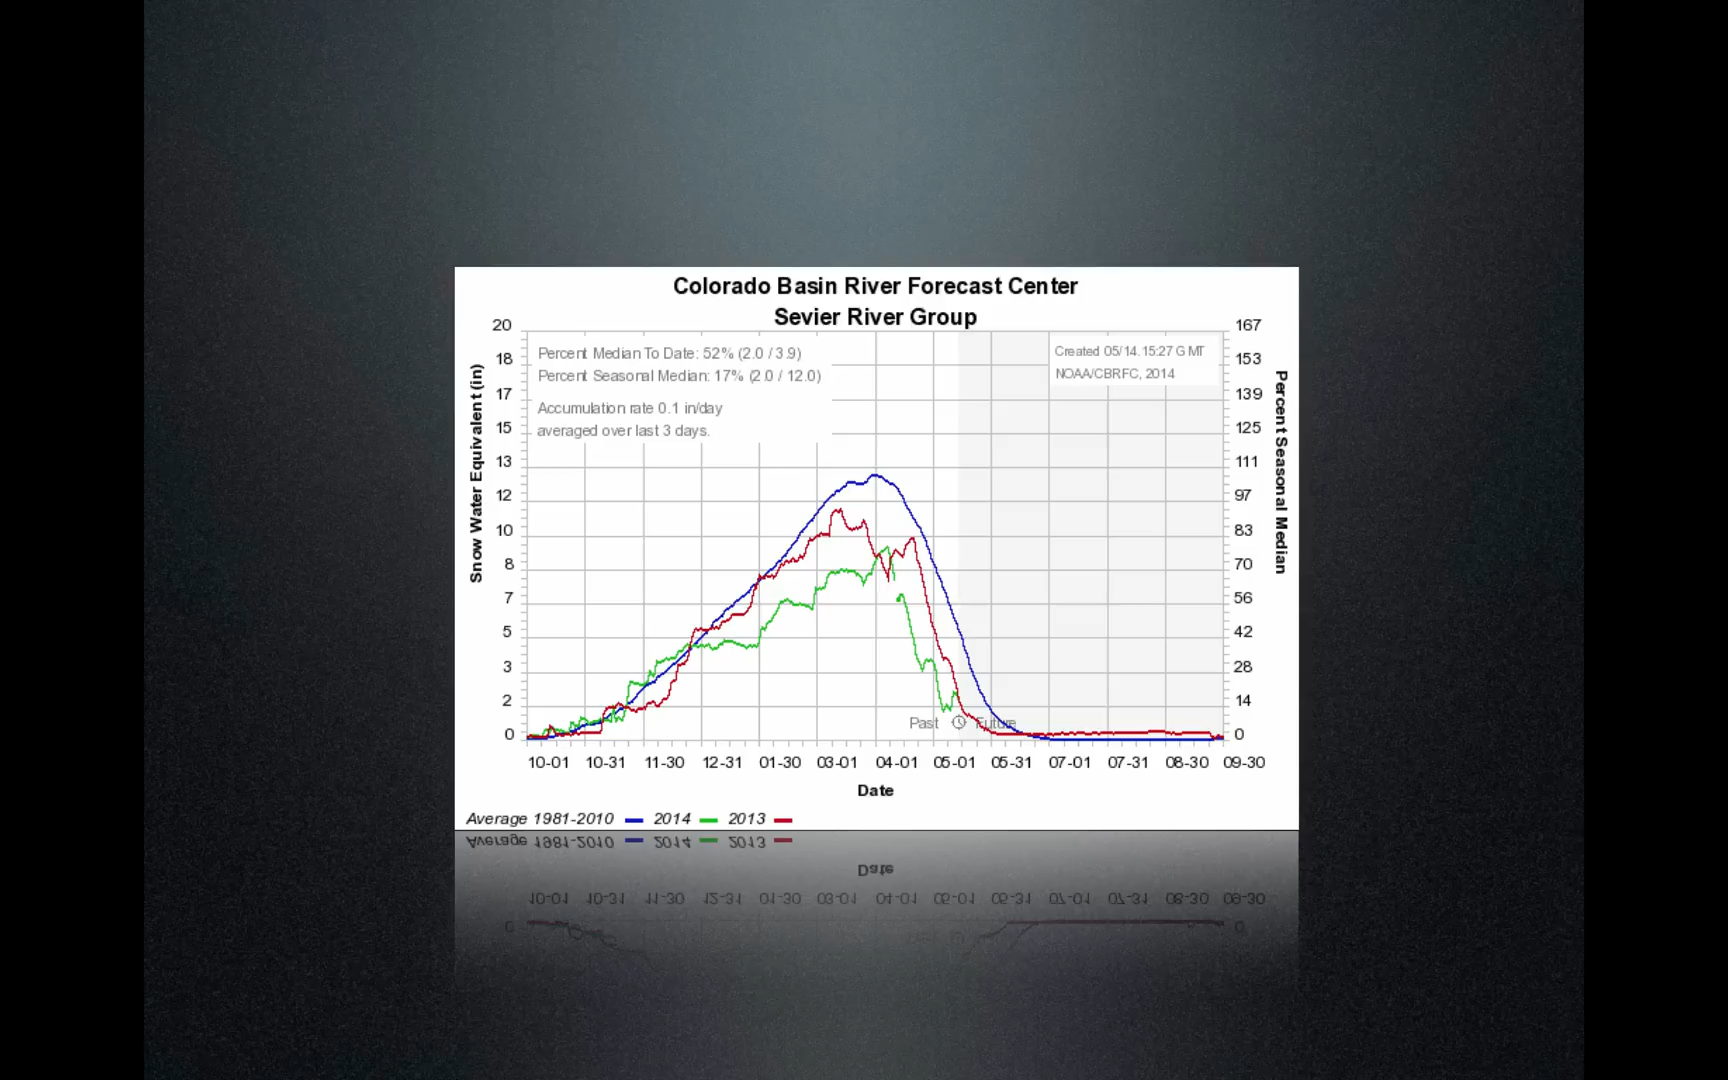 Colorado Basin River Forecast Center
Sevier River Group
20
18
17
15
13
12
10
8
7
5
3
2
0
Snow Water Equivalent (in)
Percent Median To Date: 52% (2.0 / 3.9)
Percent Seasonal Median: 17% (2.0 / 12.0)
Accumulation rate 0.1 in/day
averaged over last 3 days.
Created 05/14.15:27 GMT
NOAA/CBRFC, 2014
167
153
139
125
111
97
83
70
56
42
28
14
0
Percent Seasonal Median
Past Future
10-01 10-31 11-30 12-31 01-30 03-01 04-01 05-01 05-31 07-01 07-31 08-30 09-30
Date
Average 1981-2010 2014 2013